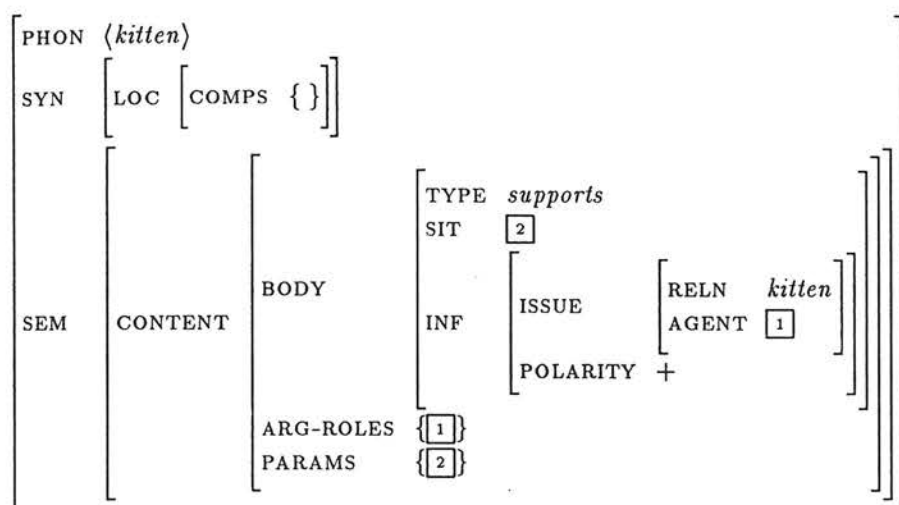 PHON ⟨kitten⟩
SYN LOC COMPS { }
TYPE supports
SIT 2
BODY
ISSUE RELN kitten
SEM CONTENT INF AGENT 1
POLARITY +
ARG-ROLES {1}
PARAMS {2}